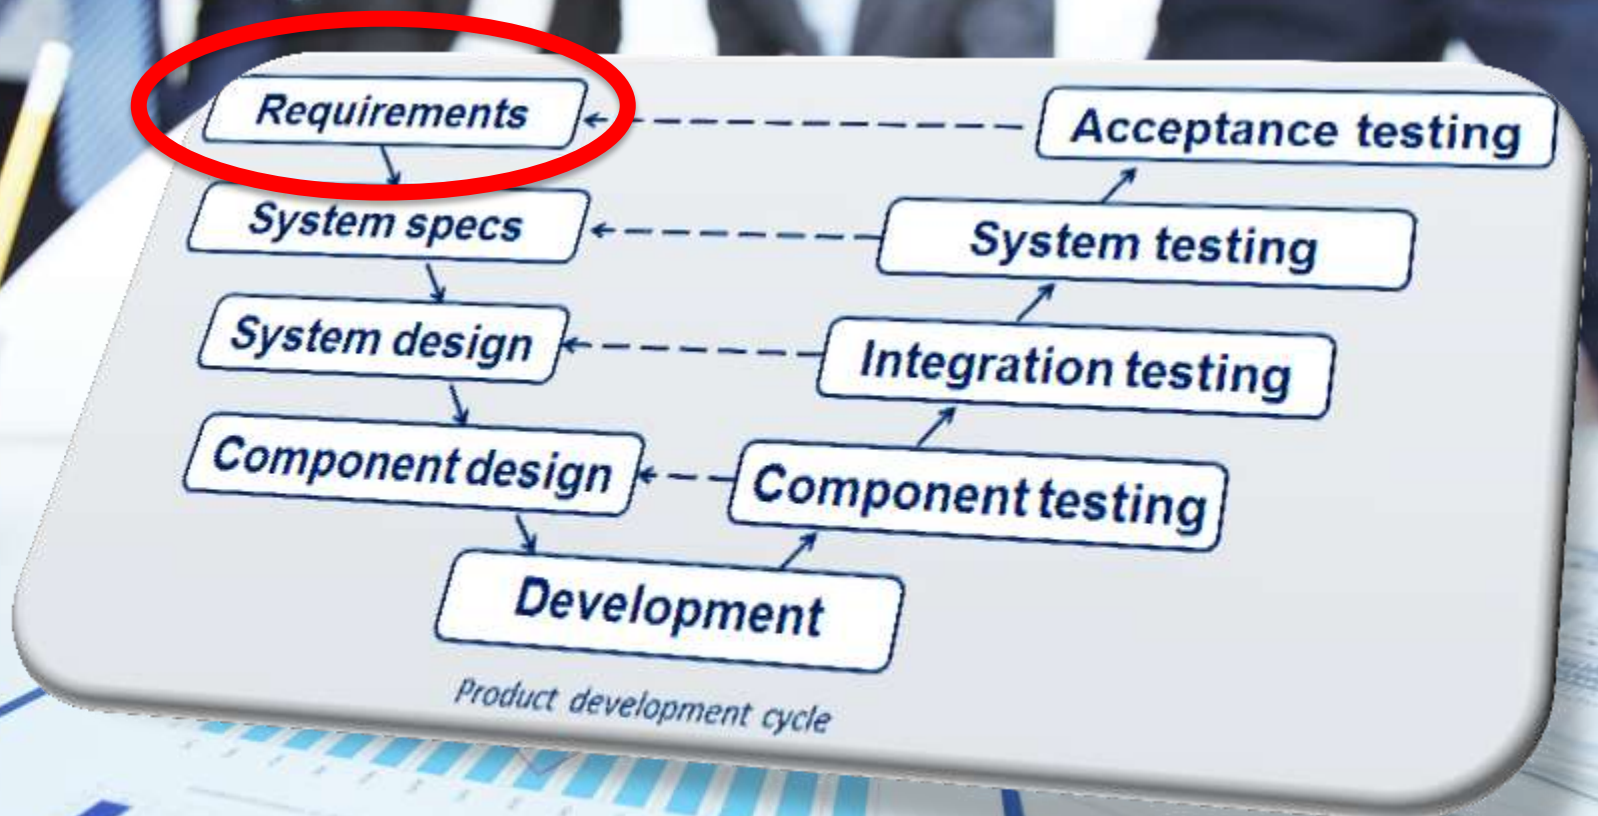 Requirements
Acceptance testing
System specs
System testing
System design
Integration testing
Component design
Component testing
Development
Product development cycle